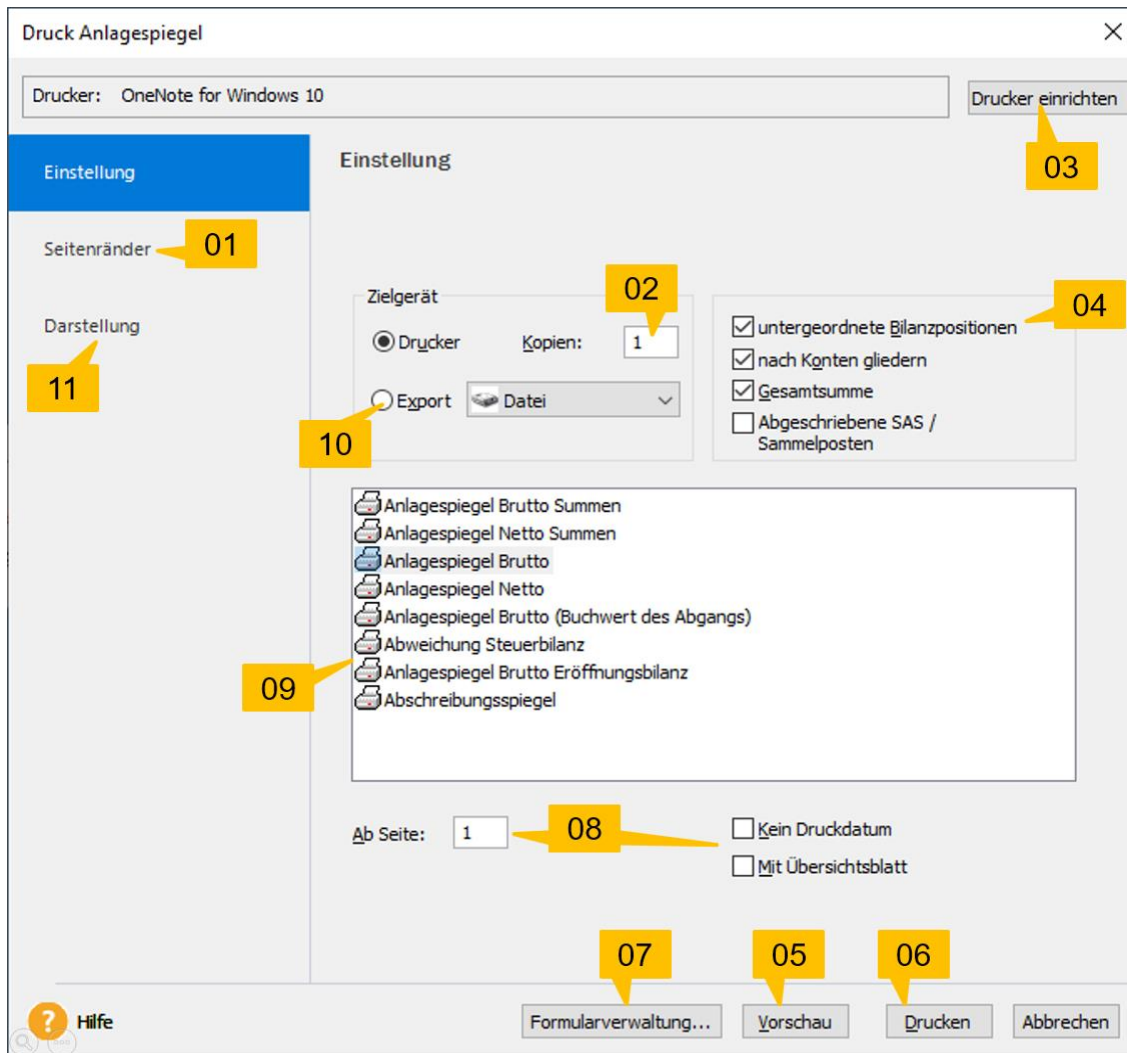 Druck Anlagespiegel
Drucker: OneNote for Windows 10
Drucker einrichten
03
Einstellung
Seitenränder
01
Darstellung
11
Einstellung
Zielgerät
02
Drucker
Kopien:
1
Export
Datei
10
04
untergeordnete Bilanzpositionen
nach Konten gliedern
Gesamtsumme
Abgeschriebene SAS /
Sammelposten
Anlagespiegel Brutto Summen
Anlagespiegel Netto Summen
Anlagespiegel Brutto
Anlagespiegel Netto
Anlagespiegel Brutto (Buchwert des Abgangs)
Abweichung Steuerbilanz
Anlagespiegel Brutto Eröffnungsbilanz
Abschreibungsspiegel
09
Ab Seite:
1
08
Kein Druckdatum
Mit Übersichtsblatt
07
05
06
? Hilfe
Formularverwaltung...
Vorschau
Drucken
Abbrechen